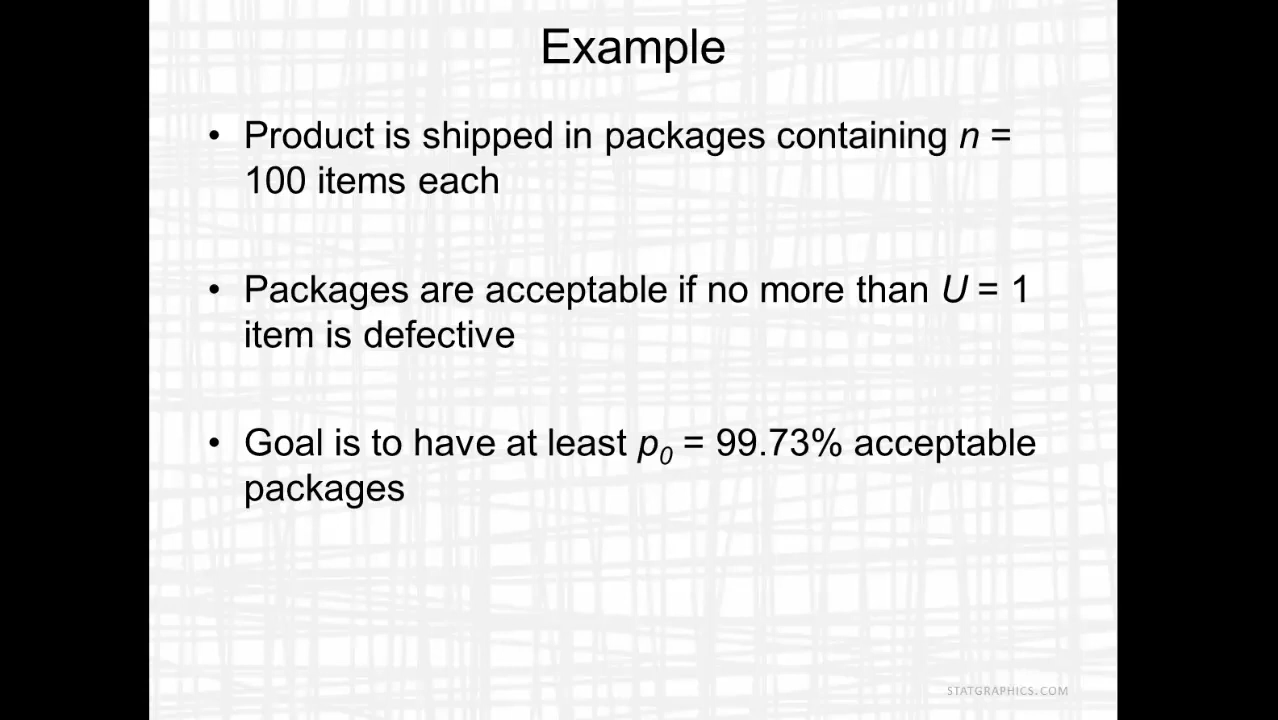 Example
• Product is shipped in packages containing n =
100 items each
• Packages are acceptable if no more than U = 1
item is defective
• Goal is to have at least p0 = 99.73% acceptable
packages
STATGRAPHICS.COM